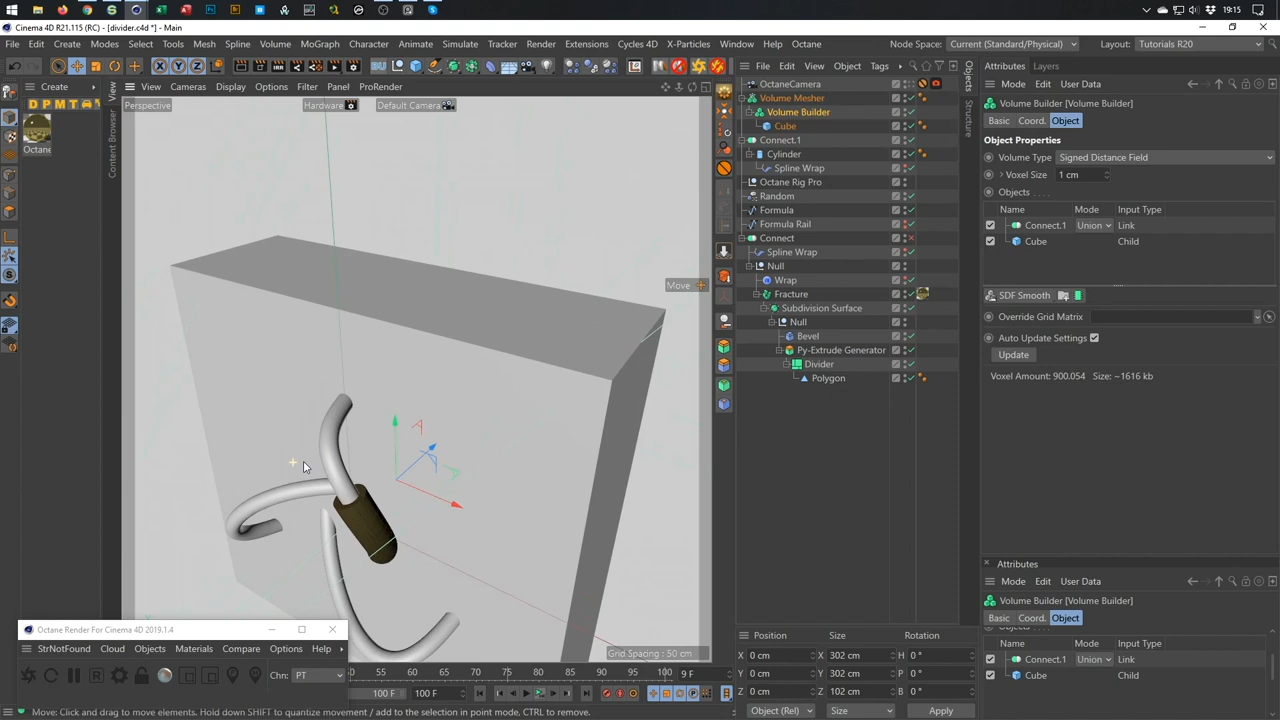 19:15
Cinema 4D R21.115 (RC) - [divider.c4d *] - Main
File Edit Create Modes Select Tools Mesh Spline Volume MoGraph Character Animate Simulate Tracker Render Extensions Cycles 4D X-Particles Window Help Octane
Node Space: Current (Standard/Physical) Layout: Tutorials R20
Create
View Cameras Display Options Filter Panel ProRender
Perspective Hardware Default Camera
D P M T
Octane
View
Content Browser
Move
Grid Spacing : 50 cm
File Edit View Object Tags
OctaneCamera
Volume Mesher
Volume Builder
Cube
Connect.1
Cylinder
Spline Wrap
Octane Rig Pro
Random
Formula
Formula Rail
Connect
Spline Wrap
Null
Wrap
Fracture
Subdivision Surface
Null
Bevel
Py-Extrude Generator
Divider
Polygon
Objects
Structure
Attributes Layers
Mode Edit User Data
Volume Builder [Volume Builder]
Basic Coord. Object
Object Properties
Volume Type Signed Distance Field
Voxel Size 1 cm
Objects . . . .
Name Mode Input Type
Connect.1 Union Link
Cube Child
SDF Smooth
Override Grid Matrix
Auto Update Settings
Update
Voxel Amount: 900.054 Size: ~1616 kb
Attributes
Mode Edit User Data
Volume Builder [Volume Builder]
Basic Coord. Object
Objects . . . .
Connect.1 Union Link
Cube Child
Position Size Rotation
X 0 cm X 302 cm H 0 °
Y 0 cm Y 302 cm P 0 °
Z 0 cm Z 102 cm B 0 °
Object (Rel) Size Apply
Octane Render For Cinema 4D 2019.1.4
StrNotFound Cloud Objects Materials Compare Options Help
Chn: PT
55 60 65 70 75 80 85 90 95 100 9 F
100 F 100 F
Move: Click and drag to move elements. Hold down SHIFT to quantize movement / add to the selection in point mode, CTRL to remove.